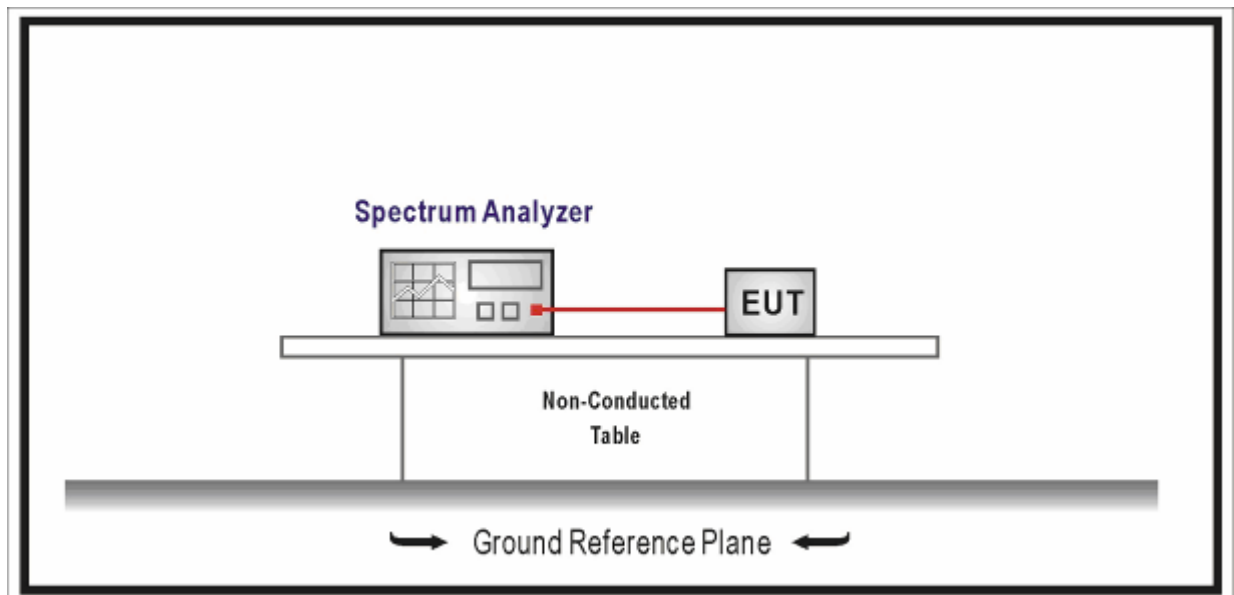 Spectrum Analyzer
EUT
Non-Conducted
Table
Ground Reference Plane